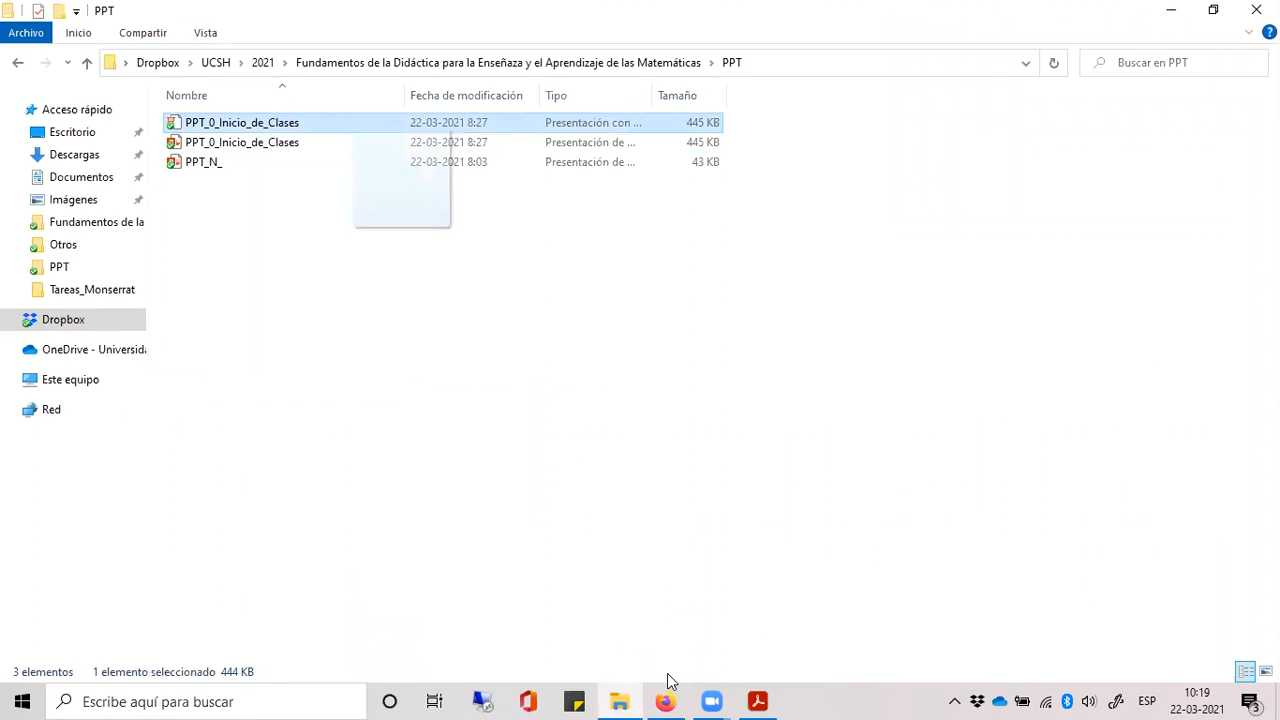 PPT
Archivo Inicio Compartir Vista
Dropbox UCSH 2021 Fundamentos de la Didáctica para la Enseñaza y el Aprendizaje de las Matemáticas PPT Buscar en PPT
Nombre Fecha de modificación Tipo Tamaño
Acceso rápido
Escritorio
Descargas
Documentos
Imágenes
Fundamentos de la
Otros
PPT
Tareas_Monserrat
Dropbox
OneDrive - Universida
Este equipo
Red
PPT_0_Inicio_de_Clases 22-03-2021 8:27 Presentación con ... 445 KB
PPT_0_Inicio_de_Clases 22-03-2021 8:27 Presentación de ... 445 KB
PPT_N_ 22-03-2021 8:03 Presentación de ... 43 KB
3 elementos 1 elemento seleccionado 444 KB
Escribe aquí para buscar
ESP
10:19
22-03-2021
3